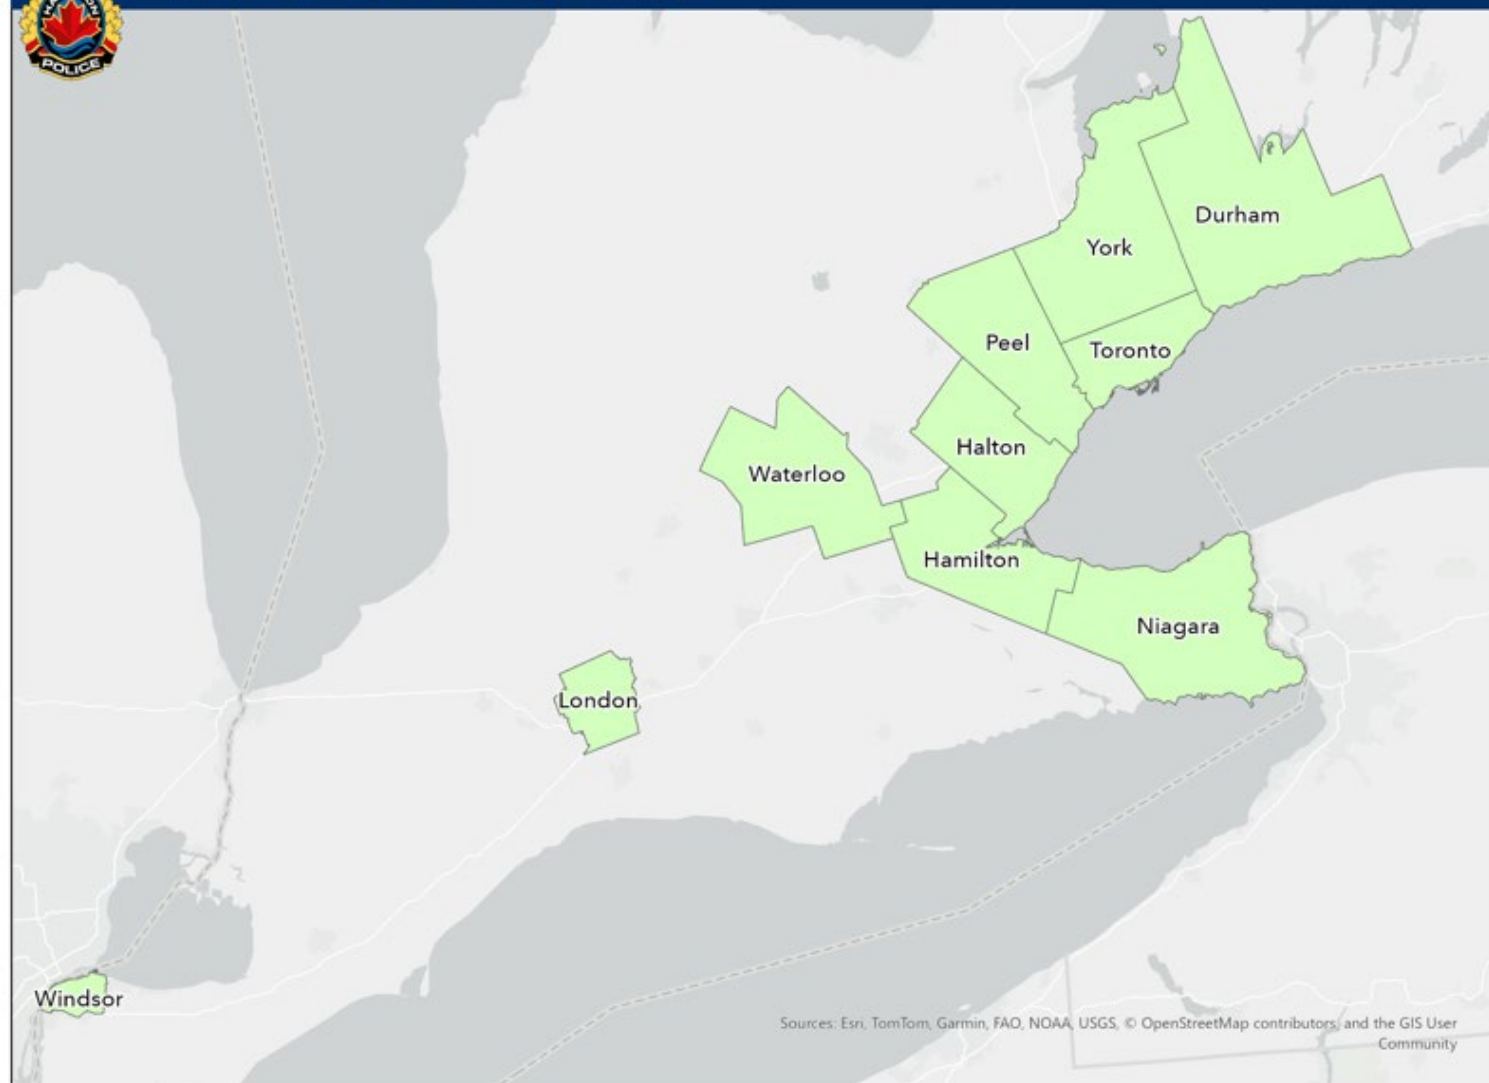 POLICE
Durham
York
Peel
Toronto
Halton
Waterloo
Hamilton
Niagara
London
Windsor
Sources: Esri, TomTom, Garmin, FAO, NOAA, USGS, © OpenStreetMap contributors, and the GIS User
Community